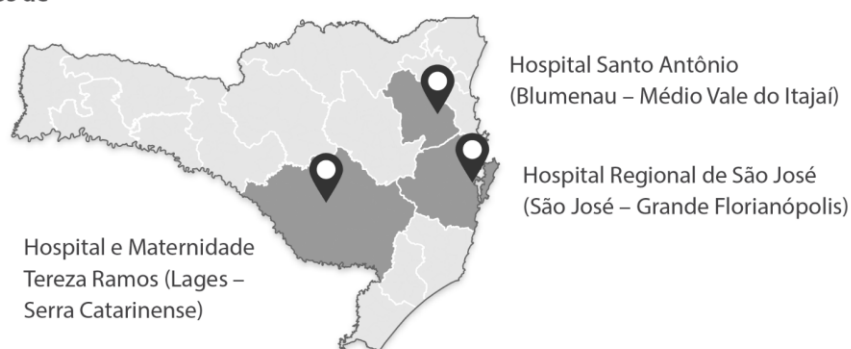 Hospital Santo Antônio
(Blumenau – Médio Vale do Itajaí)
Hospital Regional de São José
(São José – Grande Florianópolis)
Hospital e Maternidade
Tereza Ramos (Lages –
Serra Catarinense)